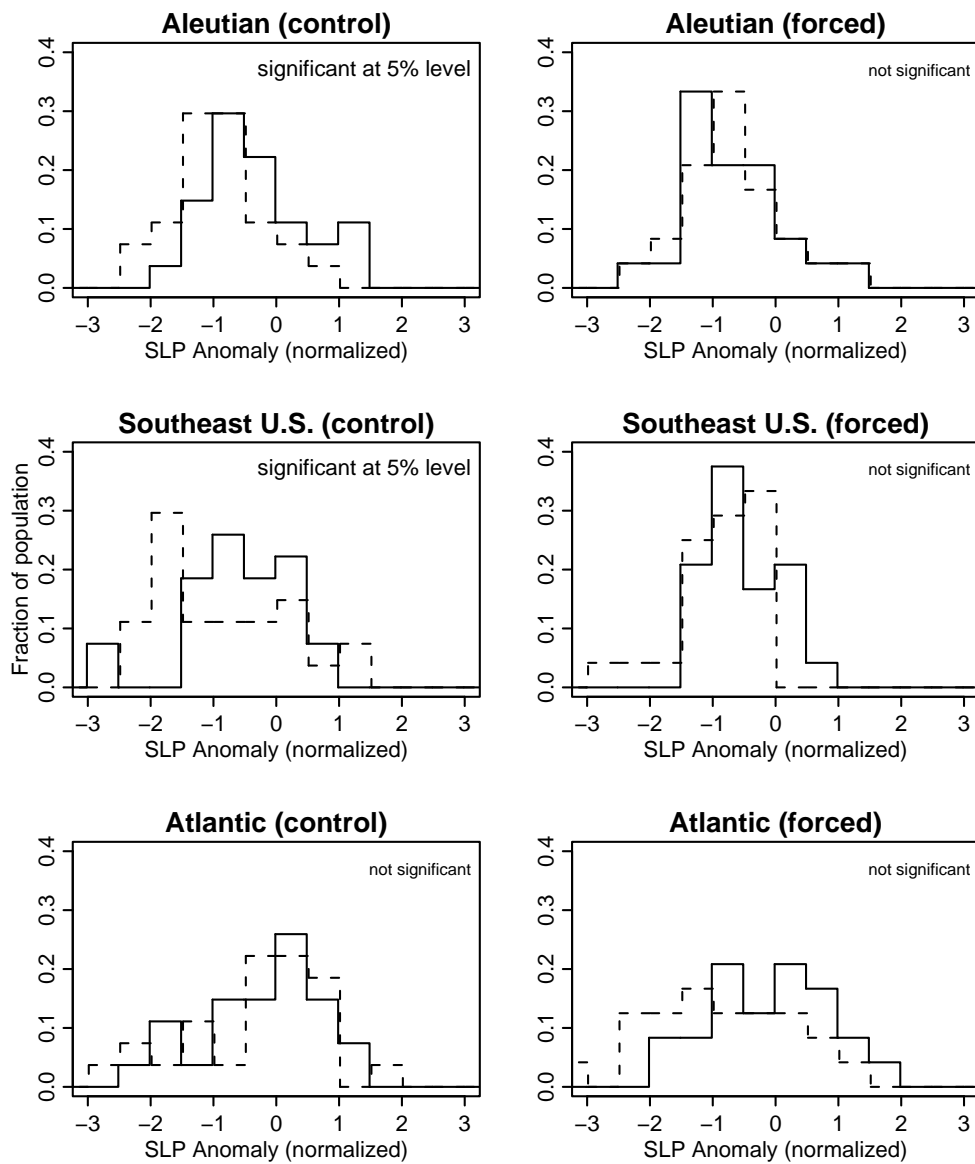 Aleutian (control)
significant at 5% level
0.0 0.1 0.2 0.3 0.4
−3 −2 −1 0 1 2 3
SLP Anomaly (normalized)
Aleutian (forced)
not significant
0.0 0.1 0.2 0.3 0.4
−3 −2 −1 0 1 2 3
SLP Anomaly (normalized)
Southeast U.S. (control)
significant at 5% level
Fraction of population
0.0 0.1 0.2 0.3 0.4
−3 −2 −1 0 1 2 3
SLP Anomaly (normalized)
Southeast U.S. (forced)
not significant
0.0 0.1 0.2 0.3 0.4
−3 −2 −1 0 1 2 3
SLP Anomaly (normalized)
Atlantic (control)
not significant
0.0 0.1 0.2 0.3 0.4
−3 −2 −1 0 1 2 3
SLP Anomaly (normalized)
Atlantic (forced)
not significant
0.0 0.1 0.2 0.3 0.4
−3 −2 −1 0 1 2 3
SLP Anomaly (normalized)